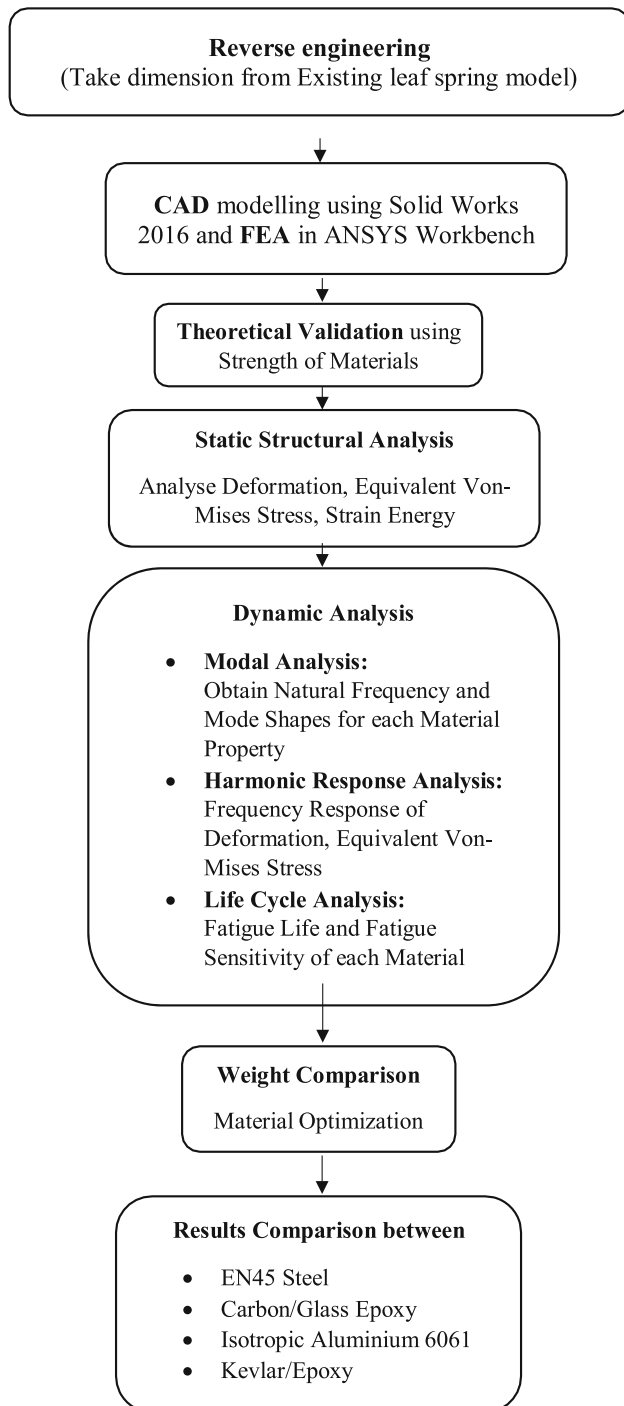 Reverse engineering
(Take dimension from Existing leaf spring model)
CAD modelling using Solid Works
2016 and FEA in ANSYS Workbench
Theoretical Validation using
Strength of Materials
Static Structural Analysis
Analyse Deformation, Equivalent Von-
Mises Stress, Strain Energy
Dynamic Analysis
• Modal Analysis:
Obtain Natural Frequency and
Mode Shapes for each Material
Property
• Harmonic Response Analysis:
Frequency Response of
Deformation, Equivalent Von-
Mises Stress
• Life Cycle Analysis:
Fatigue Life and Fatigue
Sensitivity of each Material
Weight Comparison
Material Optimization
Results Comparison between
• EN45 Steel
• Carbon/Glass Epoxy
• Isotropic Aluminium 6061
• Kevlar/Epoxy